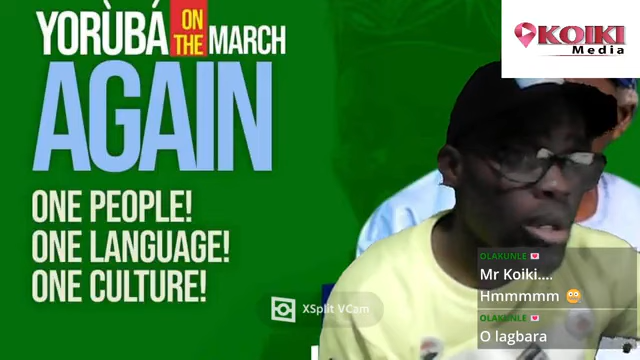 YORÙBÁ ON THE MARCH
AGAIN
ONE PEOPLE!
ONE LANGUAGE!
ONE CULTURE!
KOIKI
Media
XSplit VCam
OLAKUNLE
Mr Koiki....
Hmmmmm 😳
OLAKUNLE
O lagbara